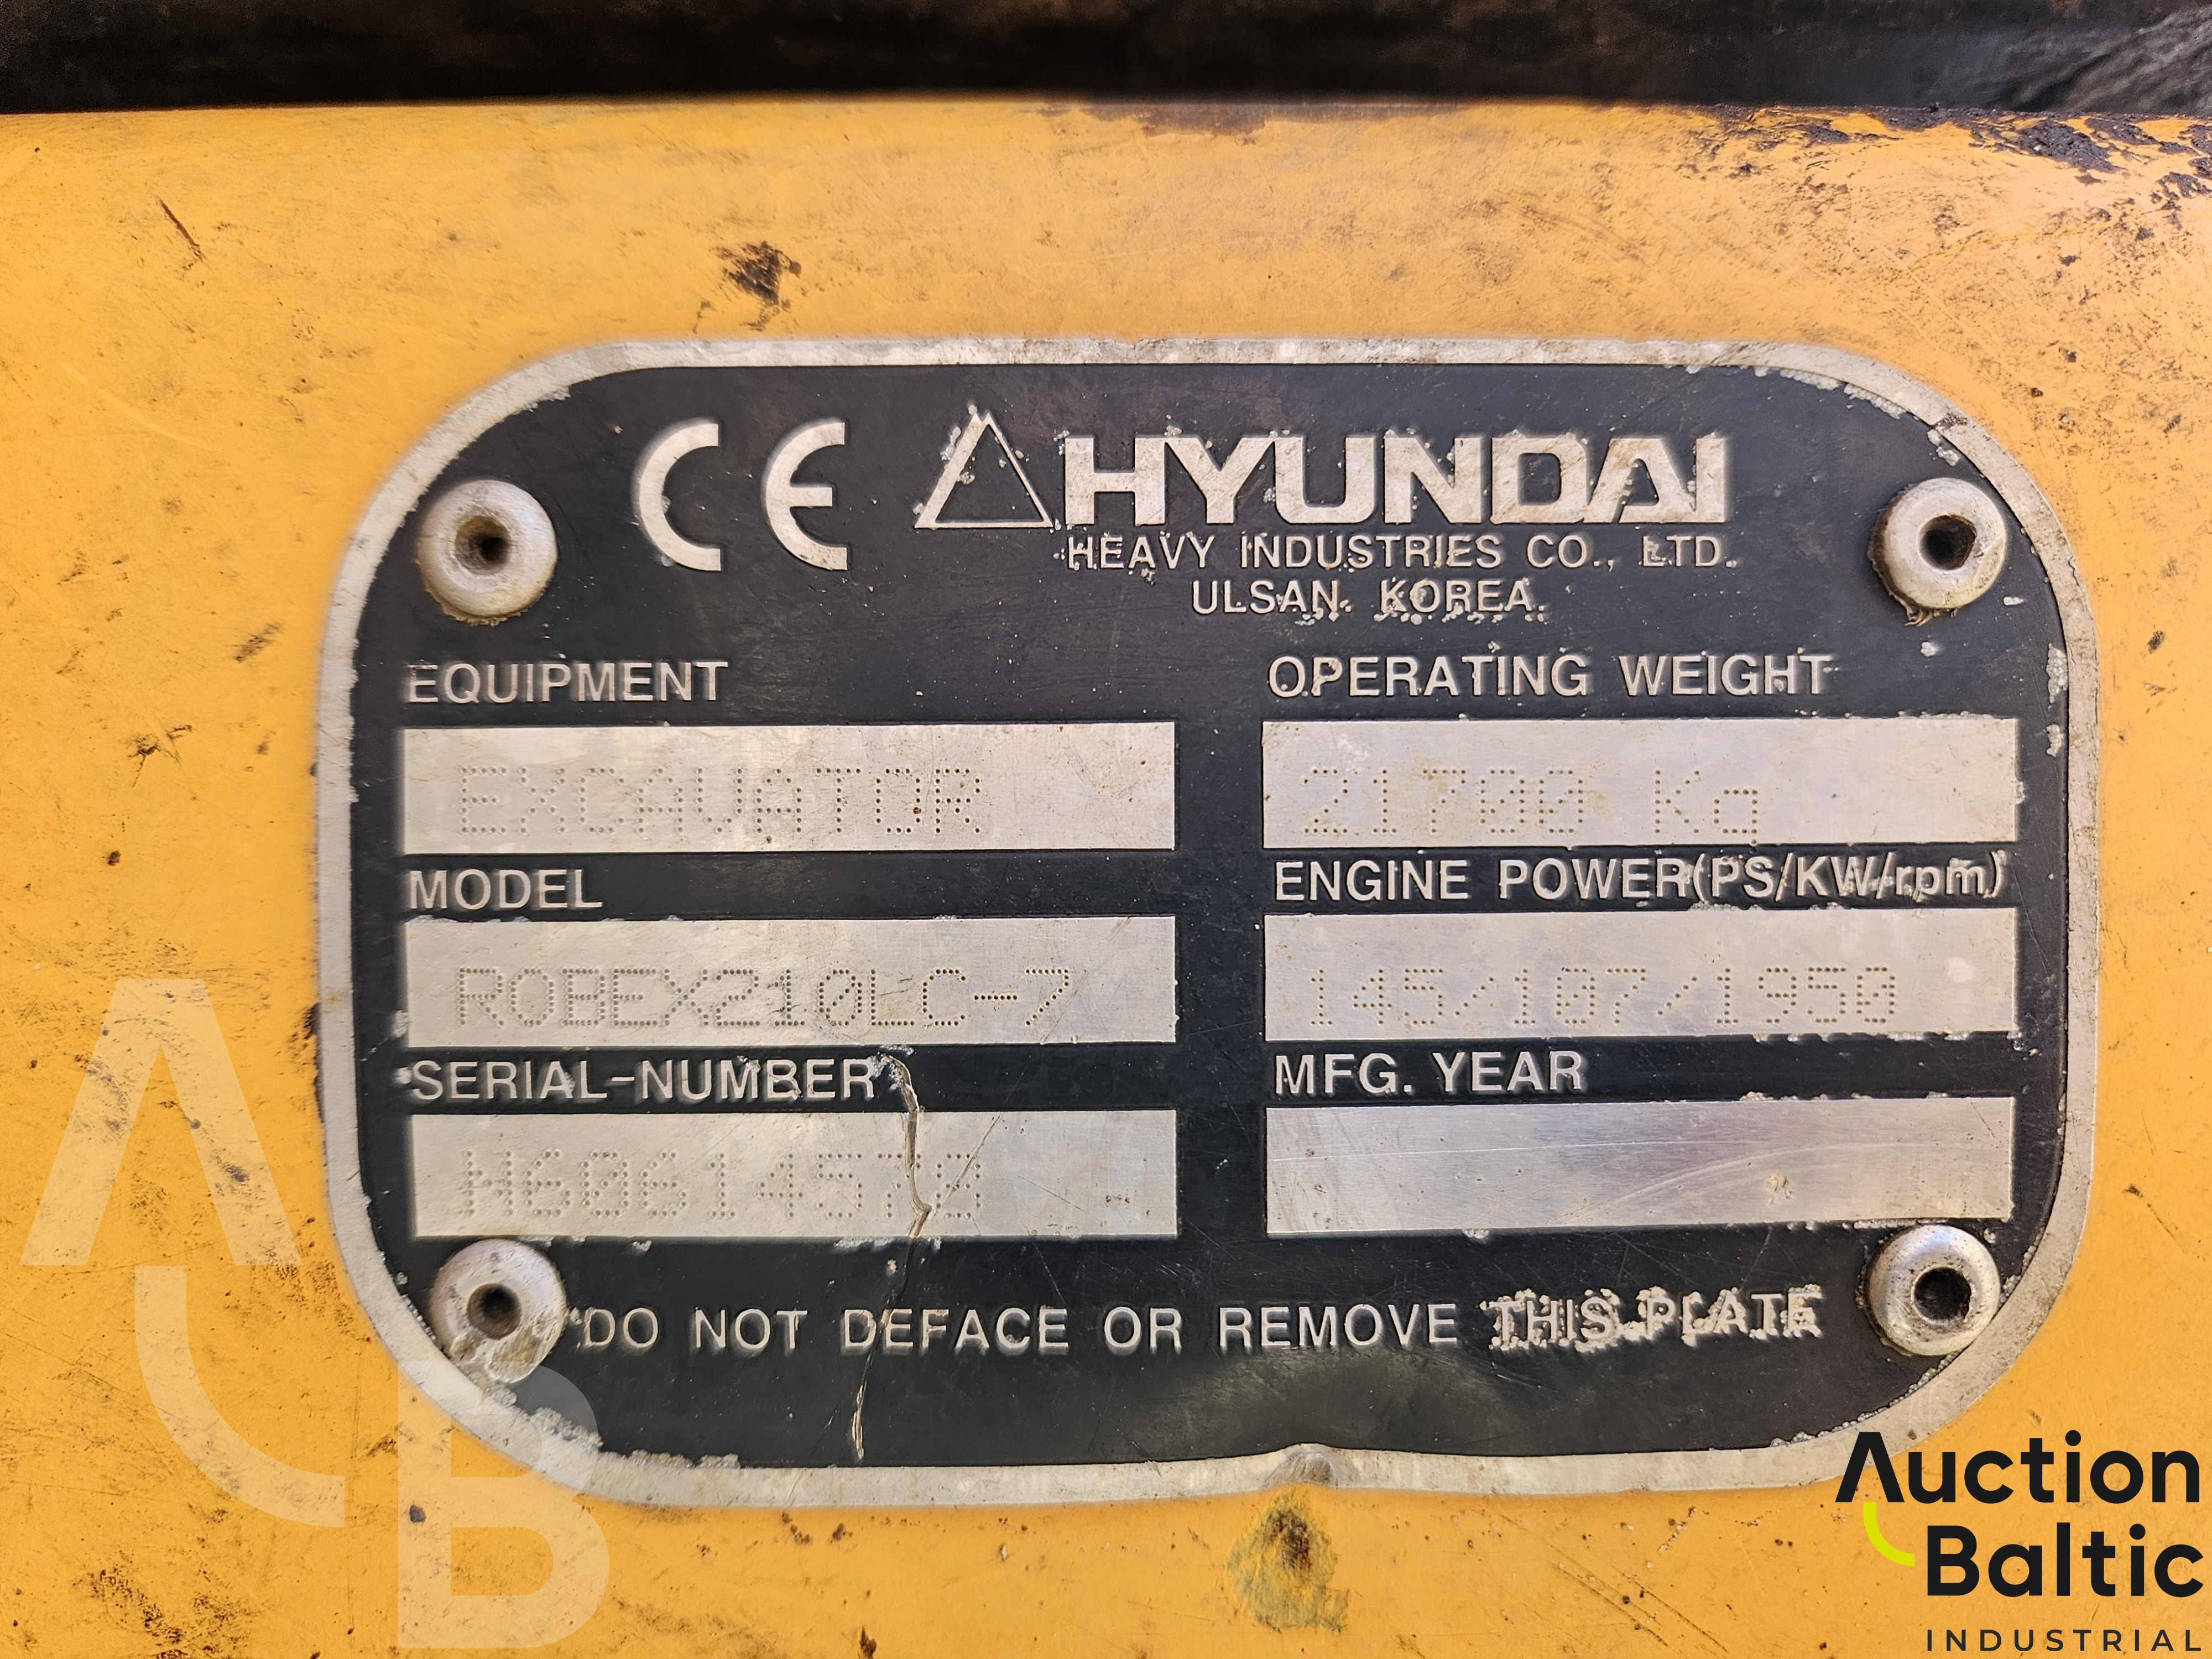 CE HYUNDAI
HEAVY INDUSTRIES CO., LTD.
ULSAN. KOREA.
EQUIPMENT
EXCAVATOR
OPERATING WEIGHT
21700 Kg
MODEL
ROBEX210LC-7
ENGINE POWER(PS/KW/rpm)
145/107/1950
SERIAL-NUMBER
MFG. YEAR
DO NOT DEFACE OR REMOVE THIS PLATE
ALB
Auction
Baltic
INDUSTRIAL